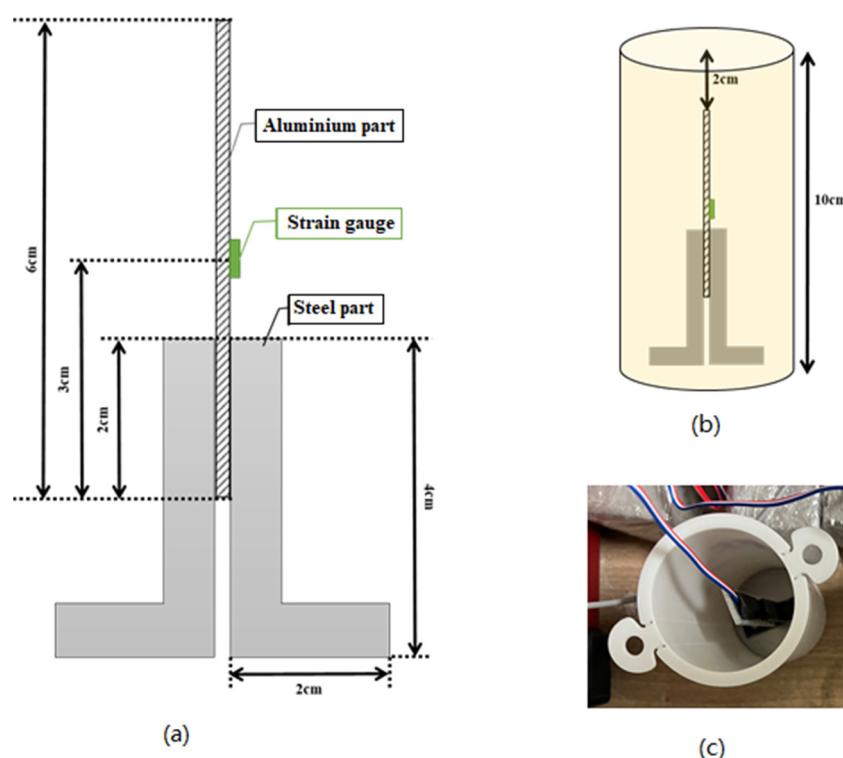 Aluminium part
Strain gauge
Steel part
6cm
3cm
2cm
4cm
2cm
(a)
2cm
10cm
(b)
(c)